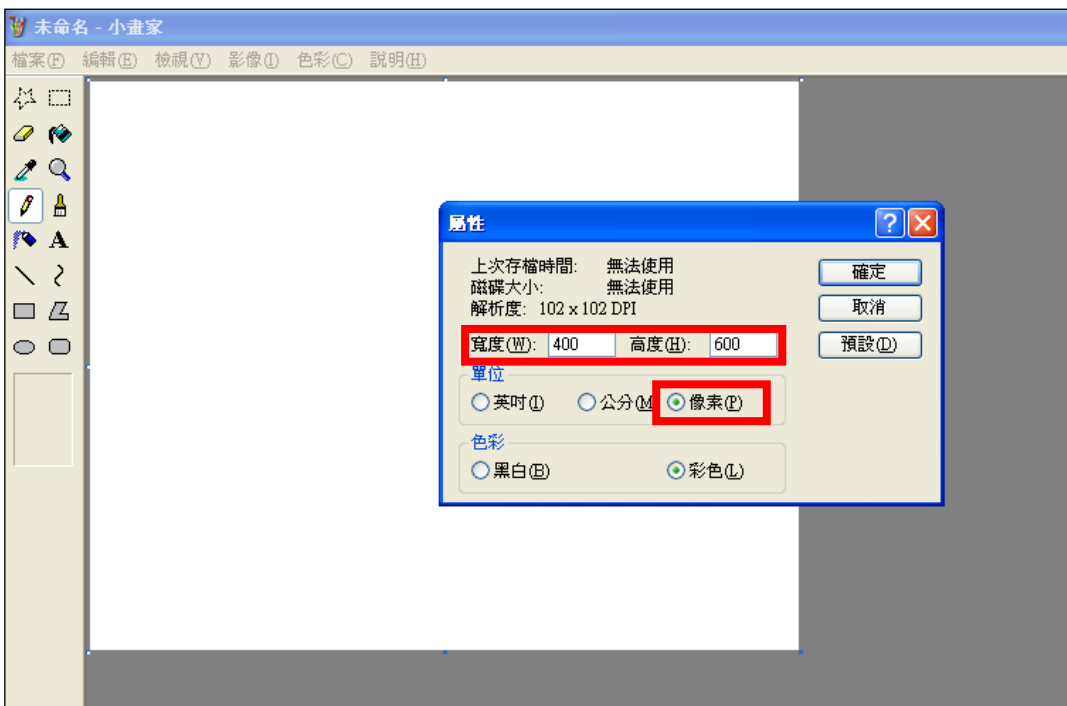 未命名 - 小畫家
檔案(F) 編輯(E) 檢視(V) 影像(I) 色彩(C) 說明(H)
A
屬性
上次存檔時間: 無法使用
磁碟大小: 無法使用
解析度: 102 x 102 DPI
寬度(W): 400 高度(H): 600
單位
英吋(I) 公分(M 像素(P)
色彩
黑白(B) 彩色(L)
確定
取消
預設(D)